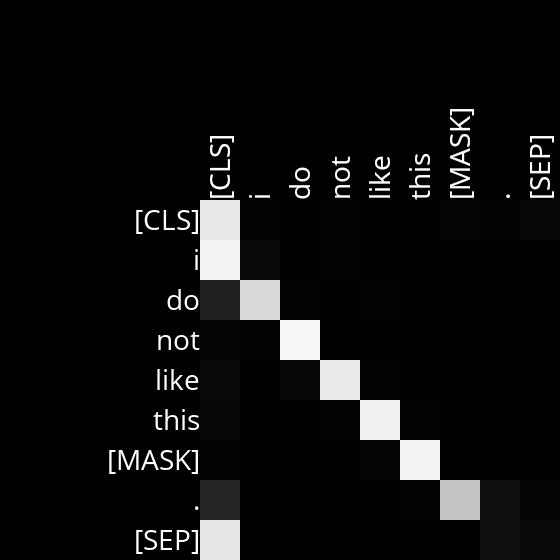 [CLS] i do not like this [MASK] . [SEP]
[CLS]
i
do
not
like
this
[MASK]
.
[SEP]